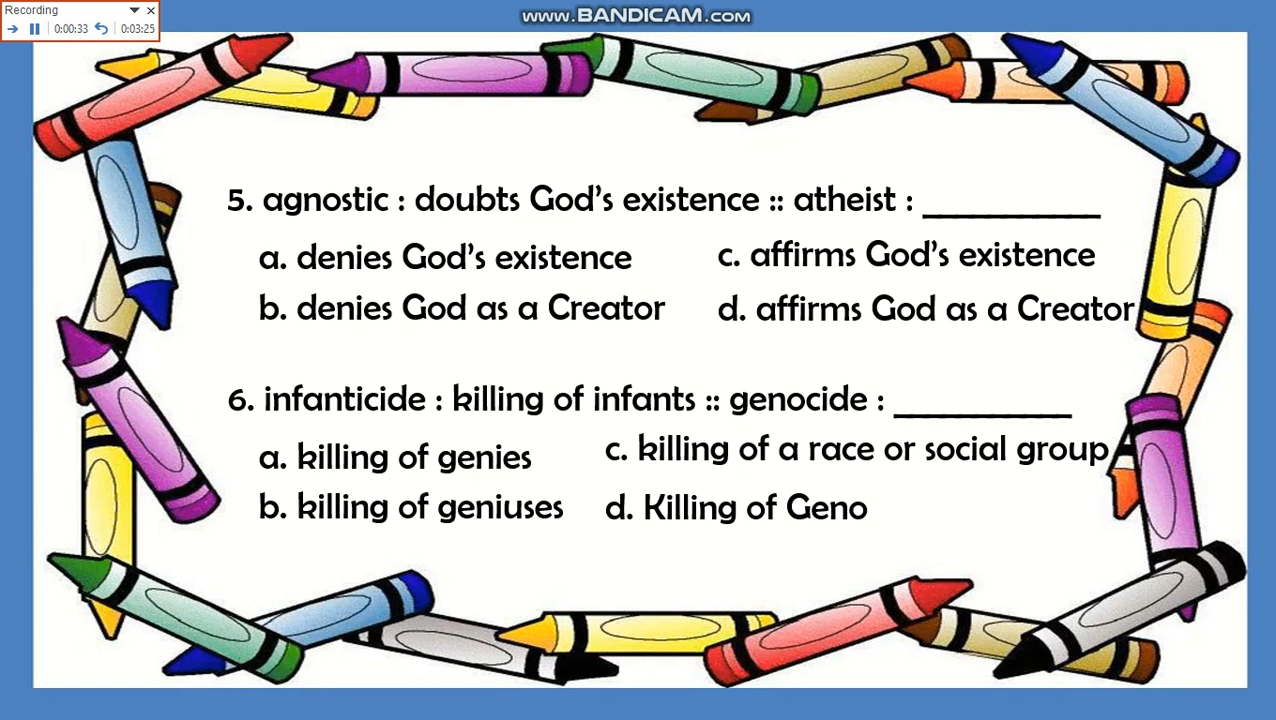 Recording
0:00:33
0:03:25
www.BANDICAM.com
5. agnostic : doubts God’s existence :: atheist : ___________
a. denies God’s existence
c. affirms God’s existence
b. denies God as a Creator
d. affirms God as a Creator
6. infanticide : killing of infants :: genocide : ___________
a. killing of genies
c. killing of a race or social group
b. killing of geniuses
d. Killing of Geno